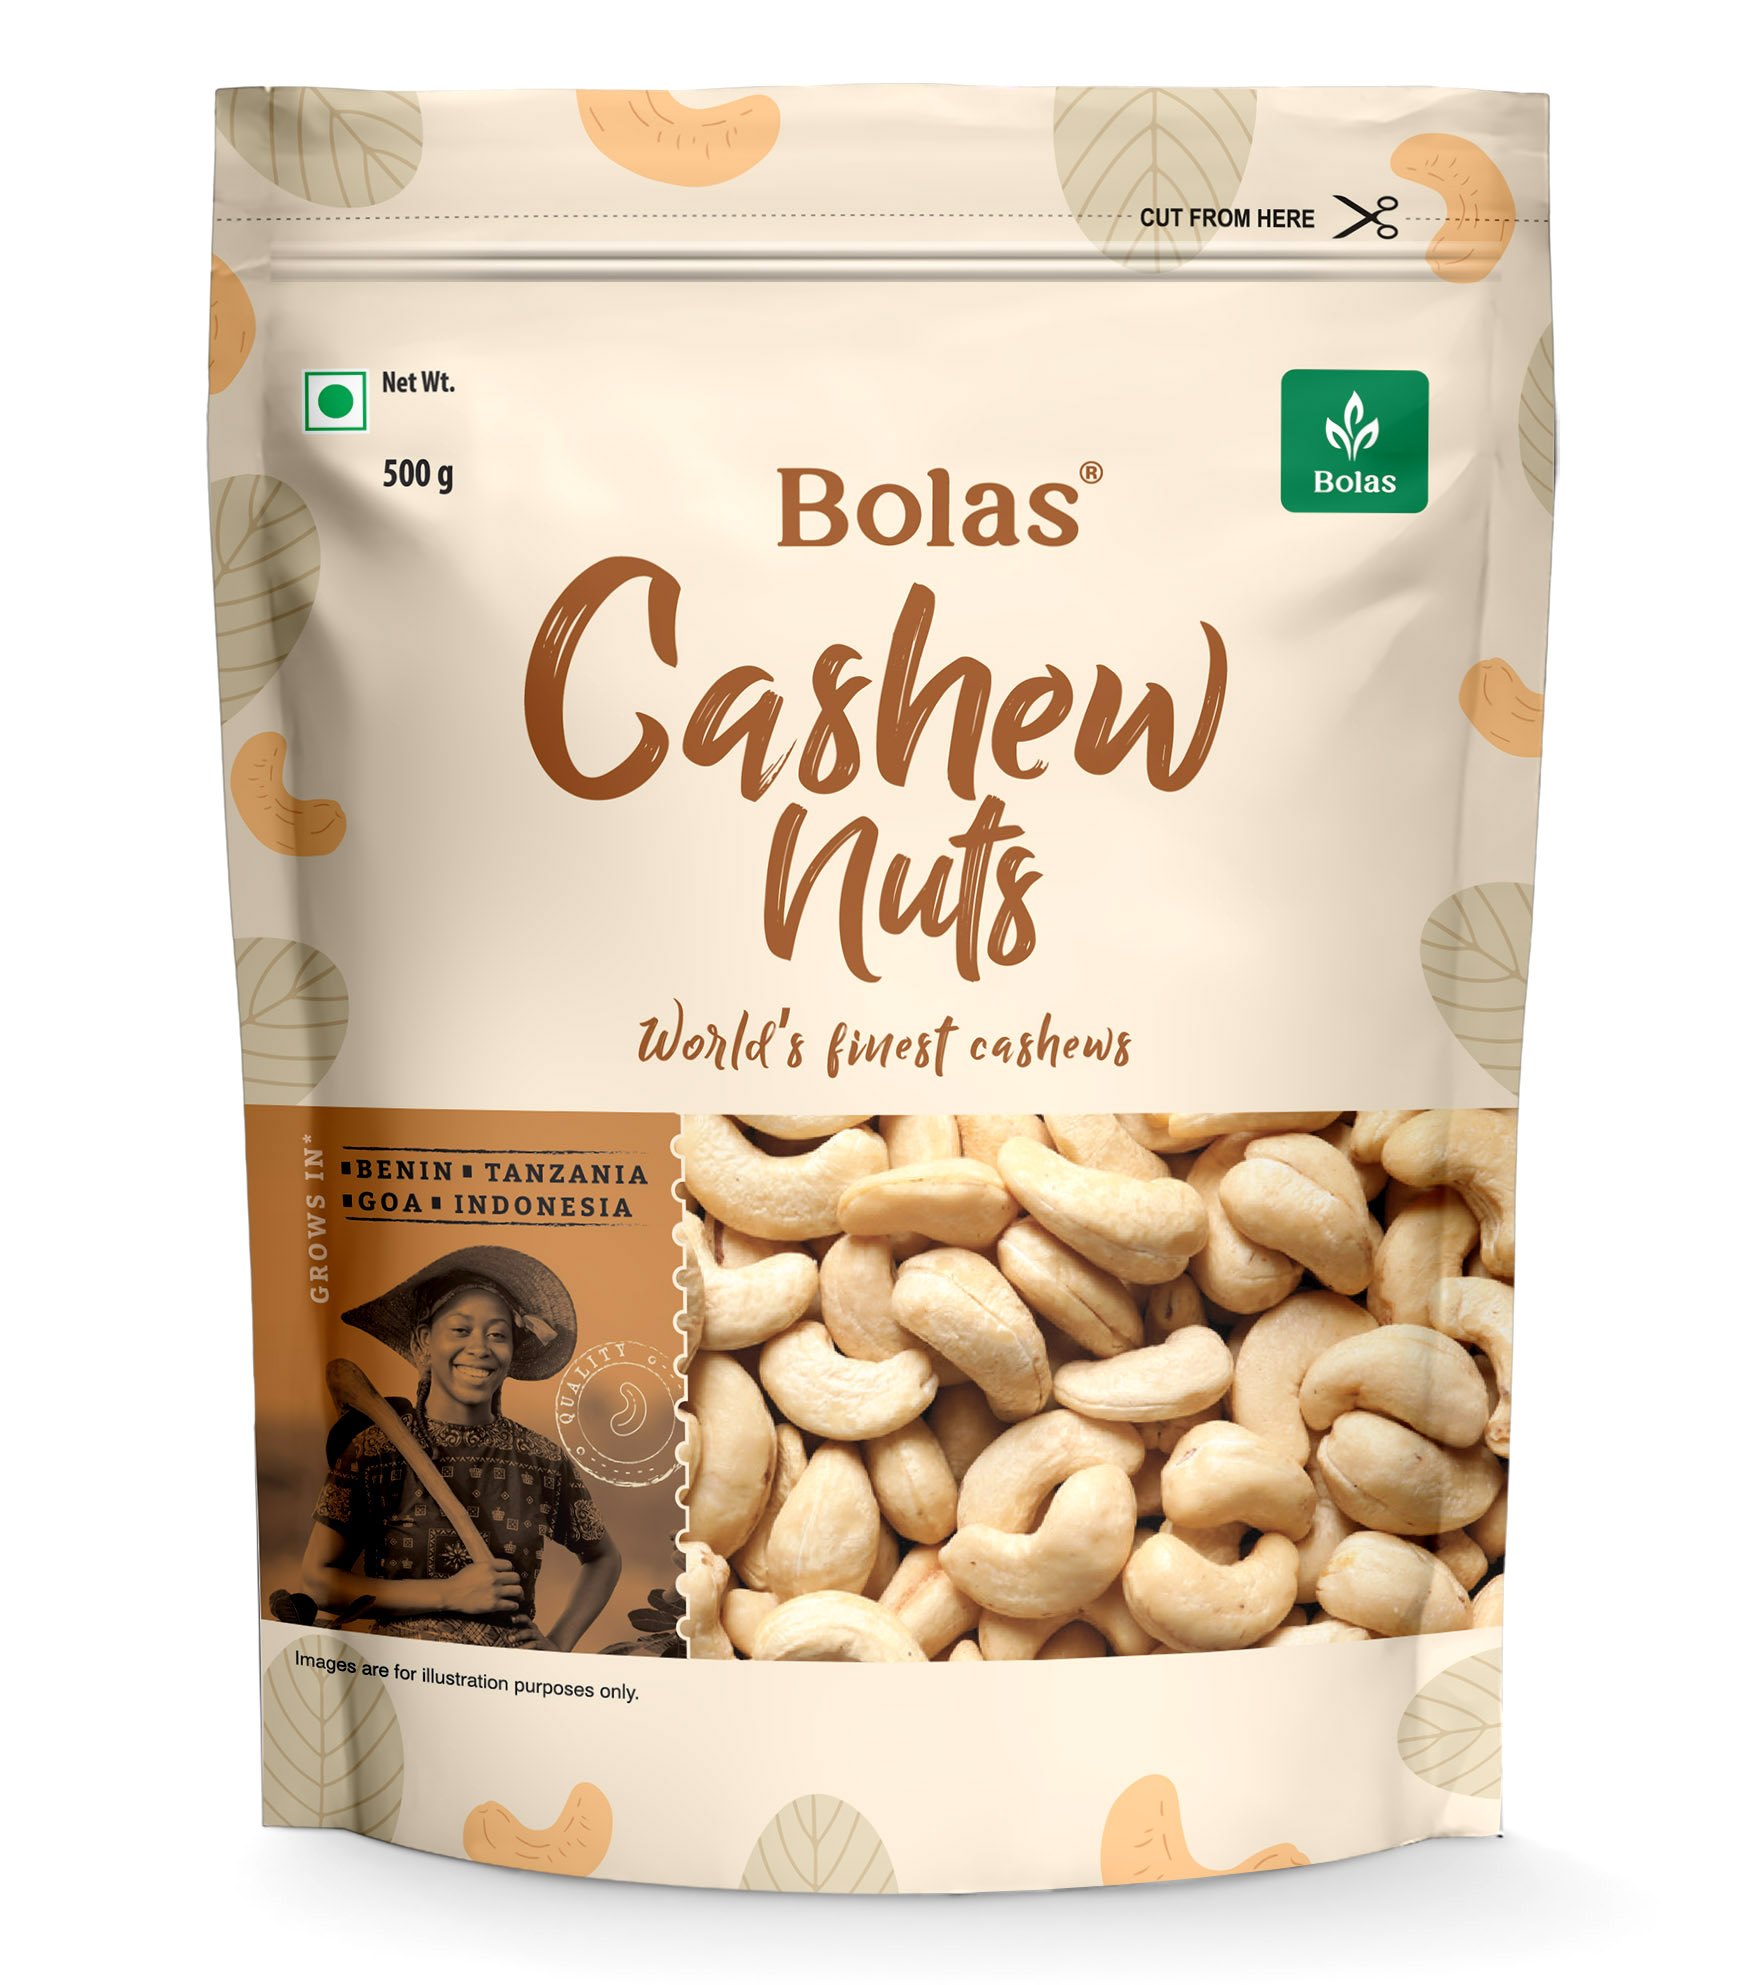 CUT FROM HERE
Net Wt.
500 g
Bolas
Bolas®
Cashew
Nuts
World's finest cashews
GROWS IN*
▪BENIN ▪ TANZANIA
▪GOA ▪ INDONESIA
QUALITY
Images are for illustration purposes only.